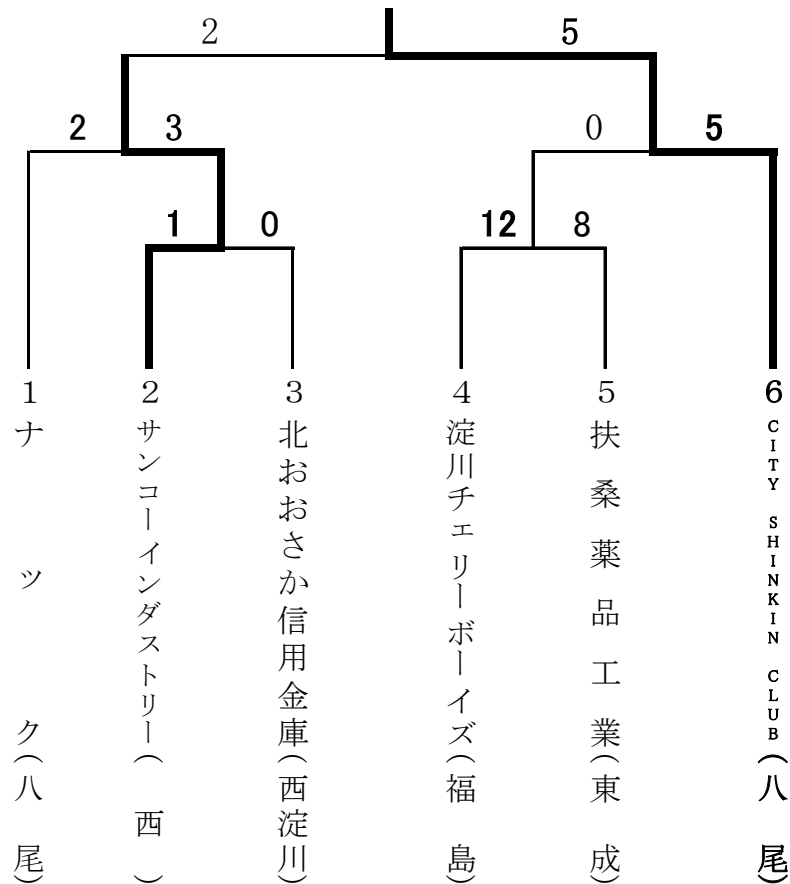 2 5
2 3 0 5
1 0 12 8
1 2 3 4 5 6
ナック(八尾)
サンコーインダストリー(西)
北おおさか信用金庫(西淀川)
淀川チェリーボーイズ(福島)
扶桑薬品工業(東成)
CITY SHINKIN CLUB(八尾)